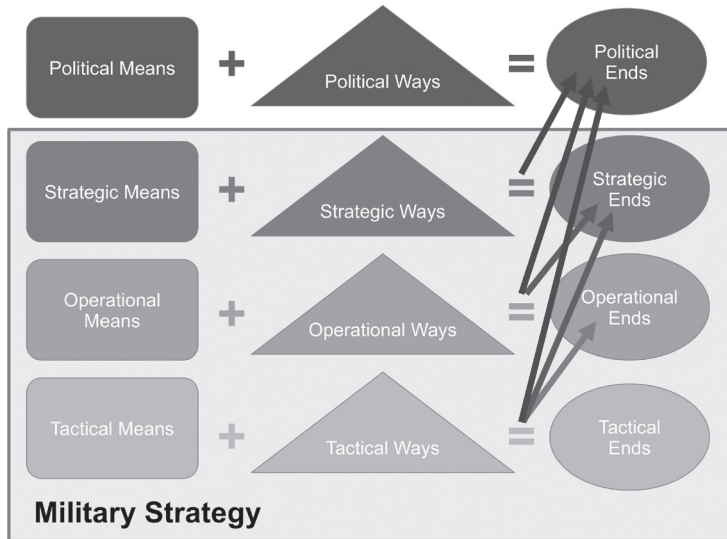 Political Means + Political Ways = Political
Ends
Strategic Means + Strategic Ways = Strategic
Ends
Operational
Means + Operational Ways = Operational
Ends
Tactical Means + Tactical Ways = Tactical
Ends
Military Strategy